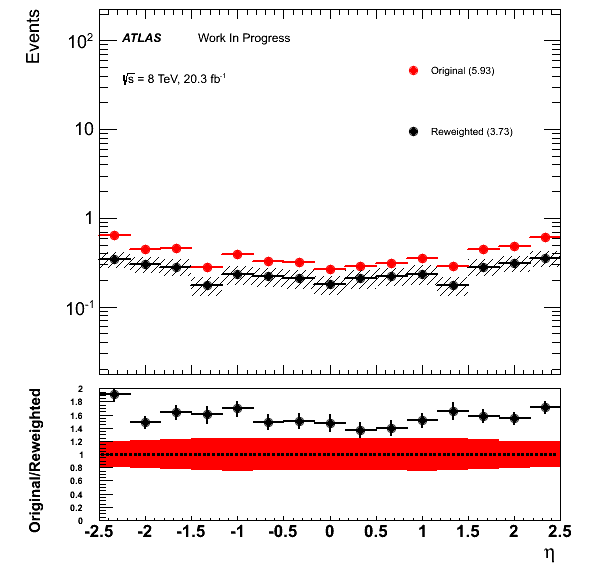 Events
10²
10
1
10⁻¹
ATLAS Work In Progress
√s = 8 TeV, 20.3 fb⁻¹
Original (5.93)
Reweighted (3.73)
Original/Reweighted
2
1.8
1.6
1.4
1.2
1
0.8
0.6
0.4
0.2
0
-2.5 -2 -1.5 -1 -0.5 0 0.5 1 1.5 2 2.5
η